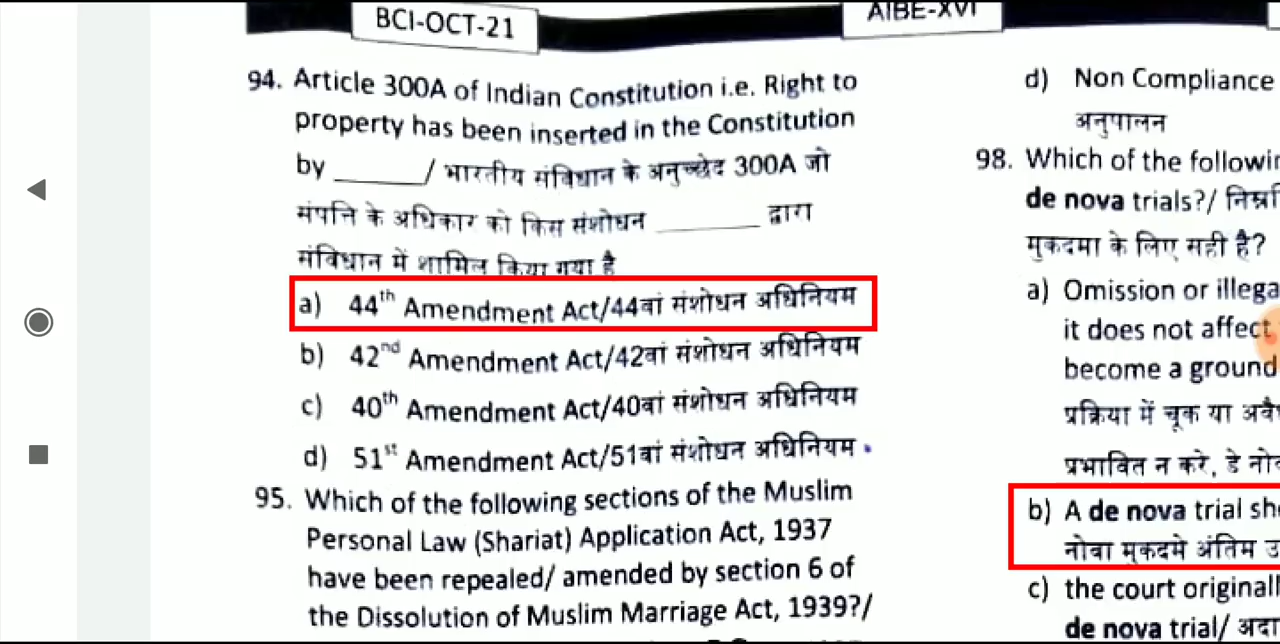 BCI-OCT-21
AIBE-XVI
94. Article 300A of Indian Constitution i.e. Right to
property has been inserted in the Constitution
by ______/ भारतीय संविधान के अनुच्छेद 300A जो
संपत्ति के अधिकार को किस संशोधन ______ द्वारा
संविधान में शामिल किया गया है
a) 44th Amendment Act/44वां संशोधन अधिनियम
b) 42nd Amendment Act/42वां संशोधन अधिनियम
c) 40th Amendment Act/40वां संशोधन अधिनियम
d) 51st Amendment Act/51वां संशोधन अधिनियम
95. Which of the following sections of the Muslim
Personal Law (Shariat) Application Act, 1937
have been repealed/ amended by section 6 of
the Dissolution of Muslim Marriage Act, 1939?/
d) Non Compliance
अनुपालन
98. Which of the
de nova trials?/
मुकदमा के लिए सही है?
a) Omission or
it does not affect
become a ground
प्रक्रिया में चूक या
प्रभावित न करे, डे
b) A de nova trial
नोवा मुकदमे अंतिम
c) the court
de nova trial/